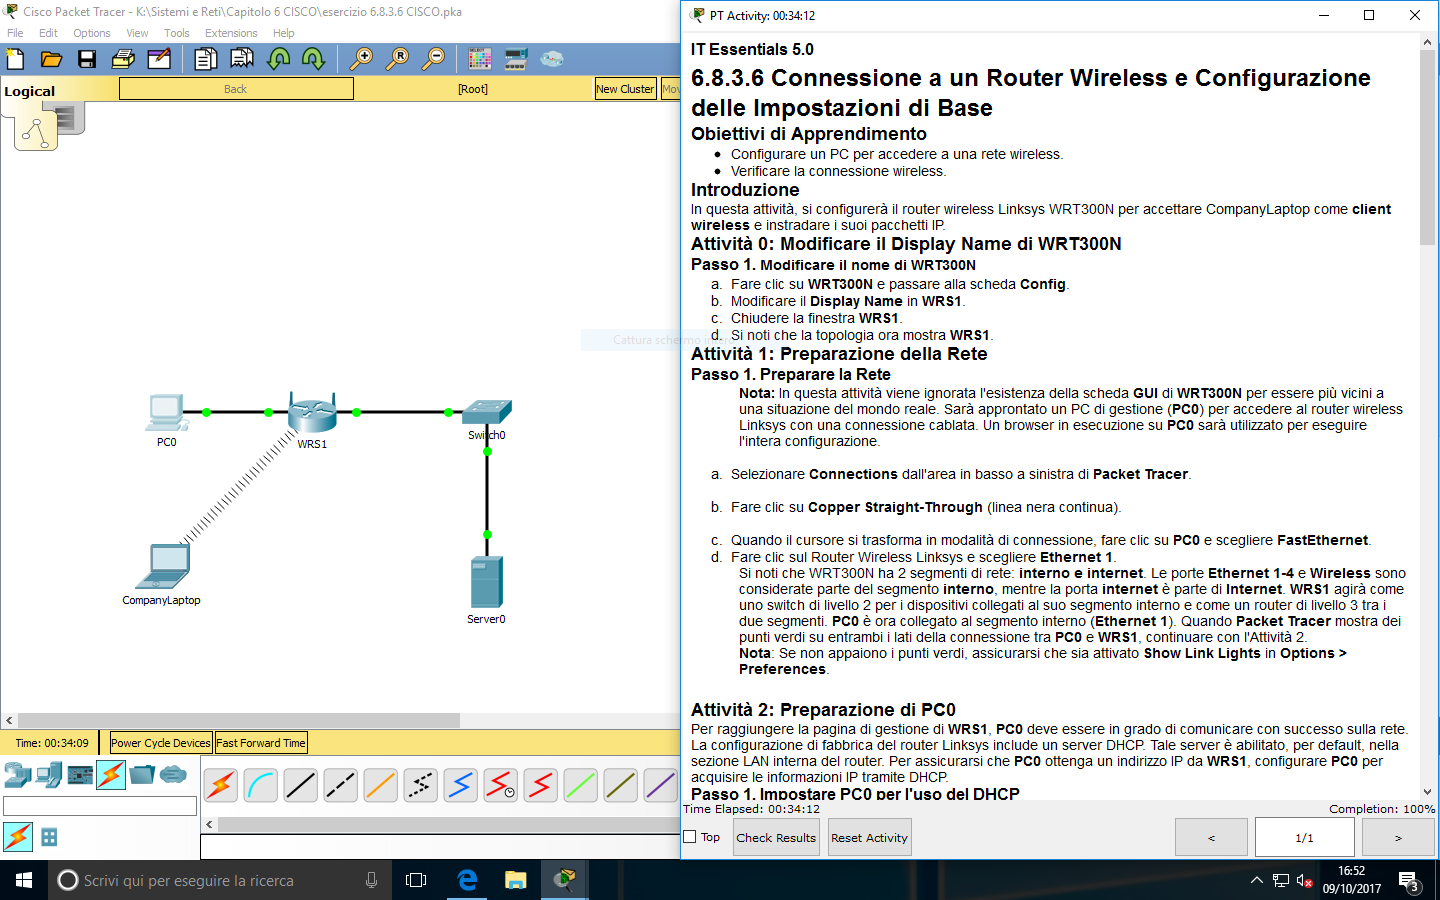 Cisco Packet Tracer - K:\Sistemi e Reti\Capitolo 6 CISCO\esercizio 6.8.3.6 CISCO.pka
File Edit Options View Tools Extensions Help
Logical
Back
[Root]
New Cluster
Mov
PC0
WRS1
Switch0
CompanyLaptop
Server0
Cattura schermo
Time: 00:34:09
Power Cycle Devices
Fast Forward Time
PT Activity: 00:34:12
IT Essentials 5.0
6.8.3.6 Connessione a un Router Wireless e Configurazione
delle Impostazioni di Base
Obiettivi di Apprendimento
• Configurare un PC per accedere a una rete wireless.
• Verificare la connessione wireless.
Introduzione
In questa attività, si configurerà il router wireless Linksys WRT300N per accettare CompanyLaptop come client
wireless e instradare i suoi pacchetti IP.
Attività 0: Modificare il Display Name di WRT300N
Passo 1. Modificare il nome di WRT300N
a. Fare clic su WRT300N e passare alla scheda Config.
b. Modificare il Display Name in WRS1.
c. Chiudere la finestra WRS1.
d. Si noti che la topologia ora mostra WRS1.
Attività 1: Preparazione della Rete
Passo 1. Preparare la Rete
Nota: In questa attività viene ignorata l'esistenza della scheda GUI di WRT300N per essere più vicini a
una situazione del mondo reale. Sarà approntato un PC di gestione (PC0) per accedere al router wireless
Linksys con una connessione cablata. Un browser in esecuzione su PC0 sarà utilizzato per eseguire
l'intera configurazione.
a. Selezionare Connections dall'area in basso a sinistra di Packet Tracer.
b. Fare clic su Copper Straight-Through (linea nera continua).
c. Quando il cursore si trasforma in modalità di connessione, fare clic su PC0 e scegliere FastEthernet.
d. Fare clic sul Router Wireless Linksys e scegliere Ethernet 1.
Si noti che WRT300N ha 2 segmenti di rete: interno e internet. Le porte Ethernet 1-4 e Wireless sono
considerate parte del segmento interno, mentre la porta internet è parte di Internet. WRS1 agirà come
uno switch di livello 2 per i dispositivi collegati al suo segmento interno e come un router di livello 3 tra i
due segmenti. PC0 è ora collegato al segmento interno (Ethernet 1). Quando Packet Tracer mostra dei
punti verdi su entrambi i lati della connessione tra PC0 e WRS1, continuare con l'Attività 2.
Nota: Se non appaiono i punti verdi, assicurarsi che sia attivato Show Link Lights in Options >
Preferences.
Attività 2: Preparazione di PC0
Per raggiungere la pagina di gestione di WRS1, PC0 deve essere in grado di comunicare con successo sulla rete.
La configurazione di fabbrica del router Linksys include un server DHCP. Tale server è abilitato, per default, nella
sezione LAN interna del router. Per assicurarsi che PC0 ottenga un indirizzo IP da WRS1, configurare PC0 per
acquisire le informazioni IP tramite DHCP.
Passo 1. Impostare PC0 per l'uso del DHCP
Time Elapsed: 00:34:12
Completion: 100%
Top
Check Results
Reset Activity
<
1/1
>
Scrivi qui per eseguire la ricerca
16:52
09/10/2017
3